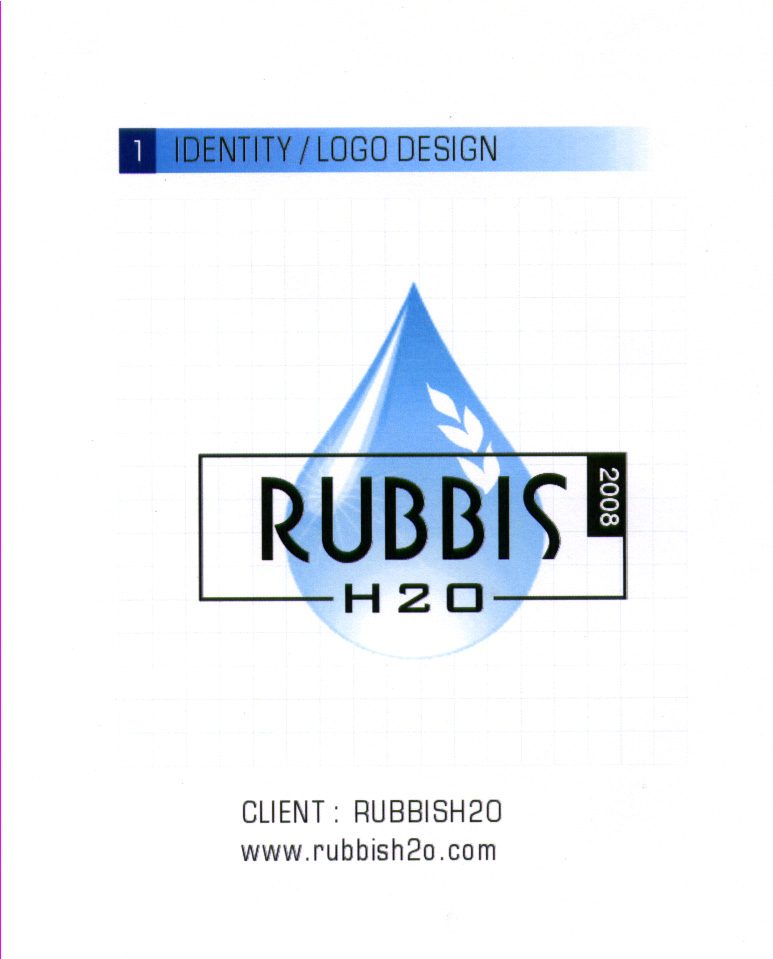 1 IDENTITY / LOGO DESIGN
2008
RUBBIS
H2O
CLIENT : RUBBISH2O
www.rubbish2o.com